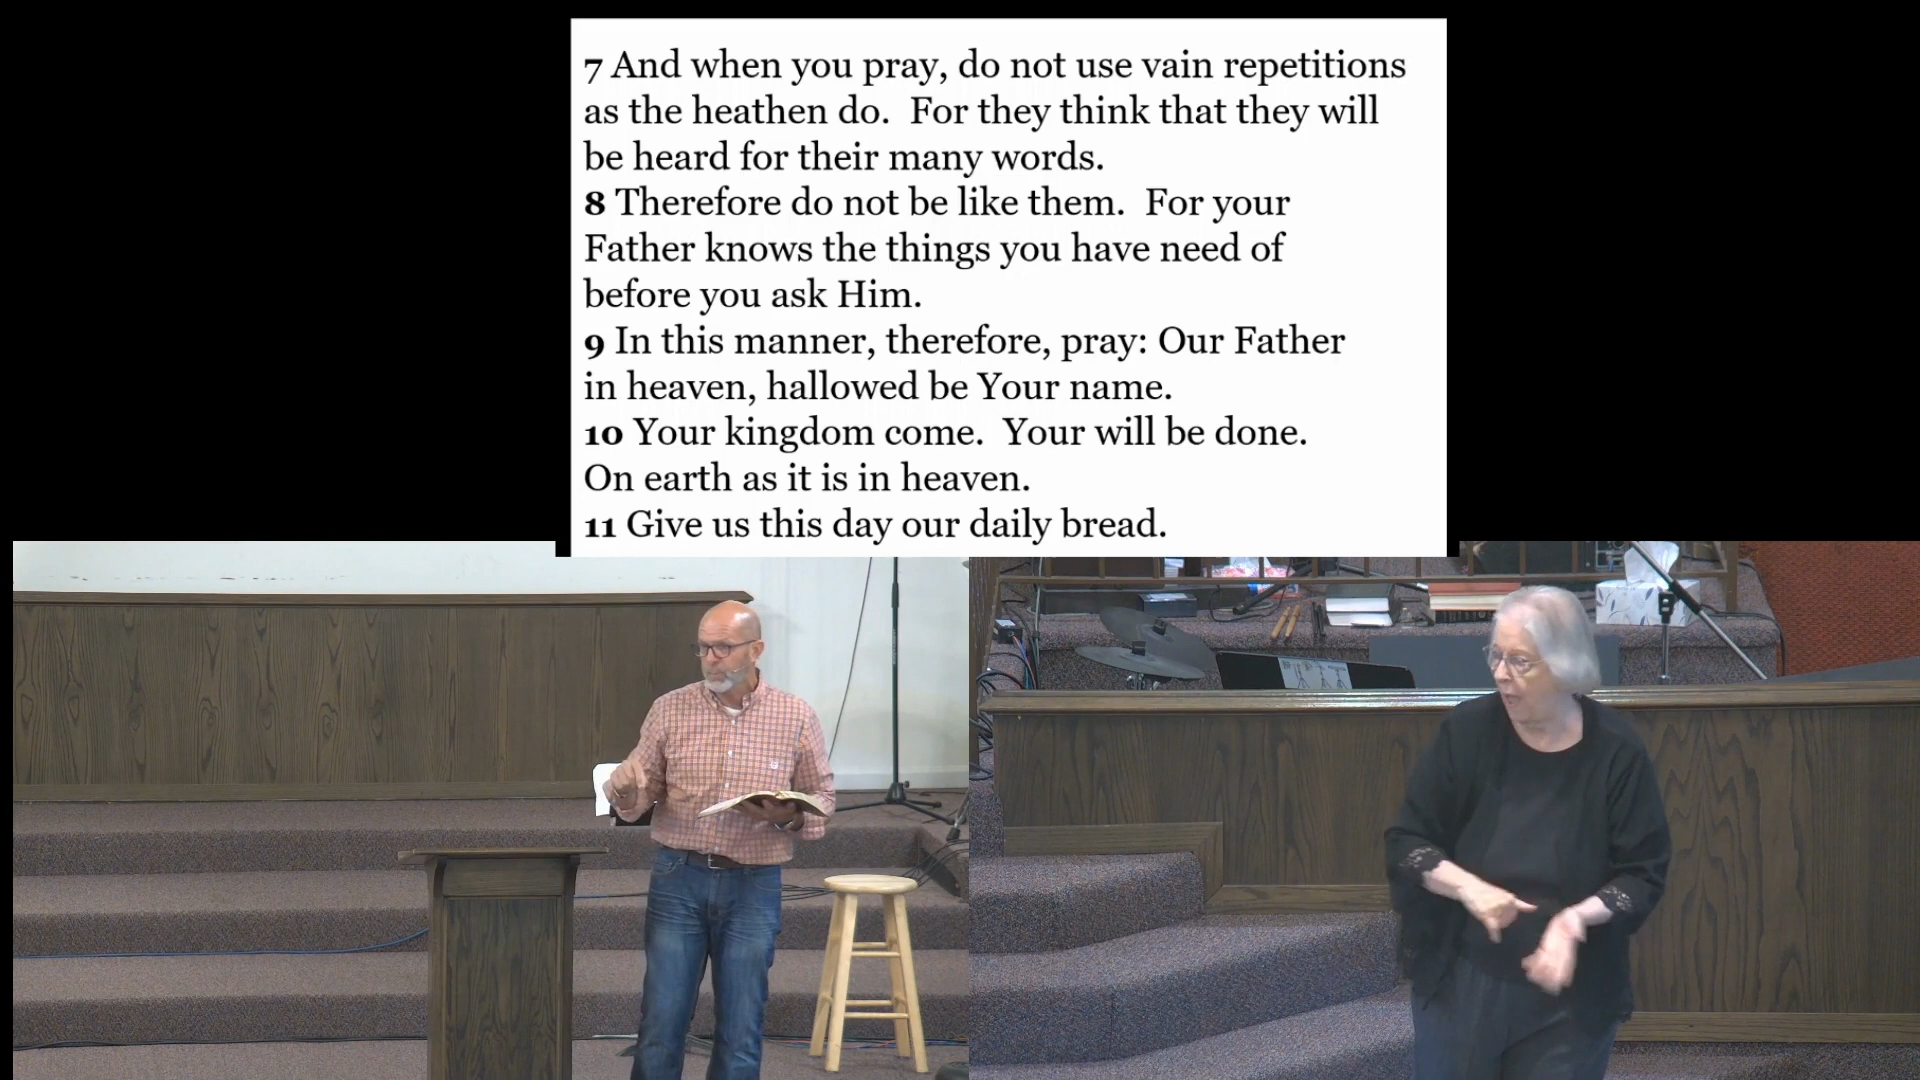 7 And when you pray, do not use vain repetitions
as the heathen do.  For they think that they will
be heard for their many words.
8 Therefore do not be like them.  For your
Father knows the things you have need of
before you ask Him.
9 In this manner, therefore, pray: Our Father
in heaven, hallowed be Your name.
10 Your kingdom come.  Your will be done.
On earth as it is in heaven.
11 Give us this day our daily bread.